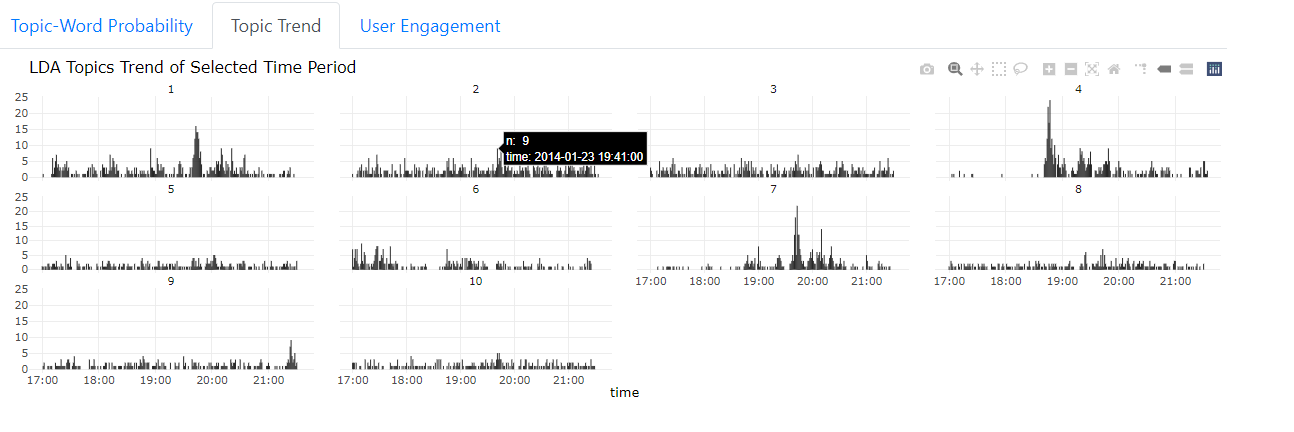 Topic-Word Probability Topic Trend User Engagement
LDA Topics Trend of Selected Time Period
1 2 3 4
25
20
15
10
5
0
n: 9
time: 2014-01-23 19:41:00
5 6 7 8
25
20
15
10
5
0
17:00 18:00 19:00 20:00 21:00 17:00 18:00 19:00 20:00 21:00
9 10
25
20
15
10
5
0
17:00 18:00 19:00 20:00 21:00 17:00 18:00 19:00 20:00 21:00
time